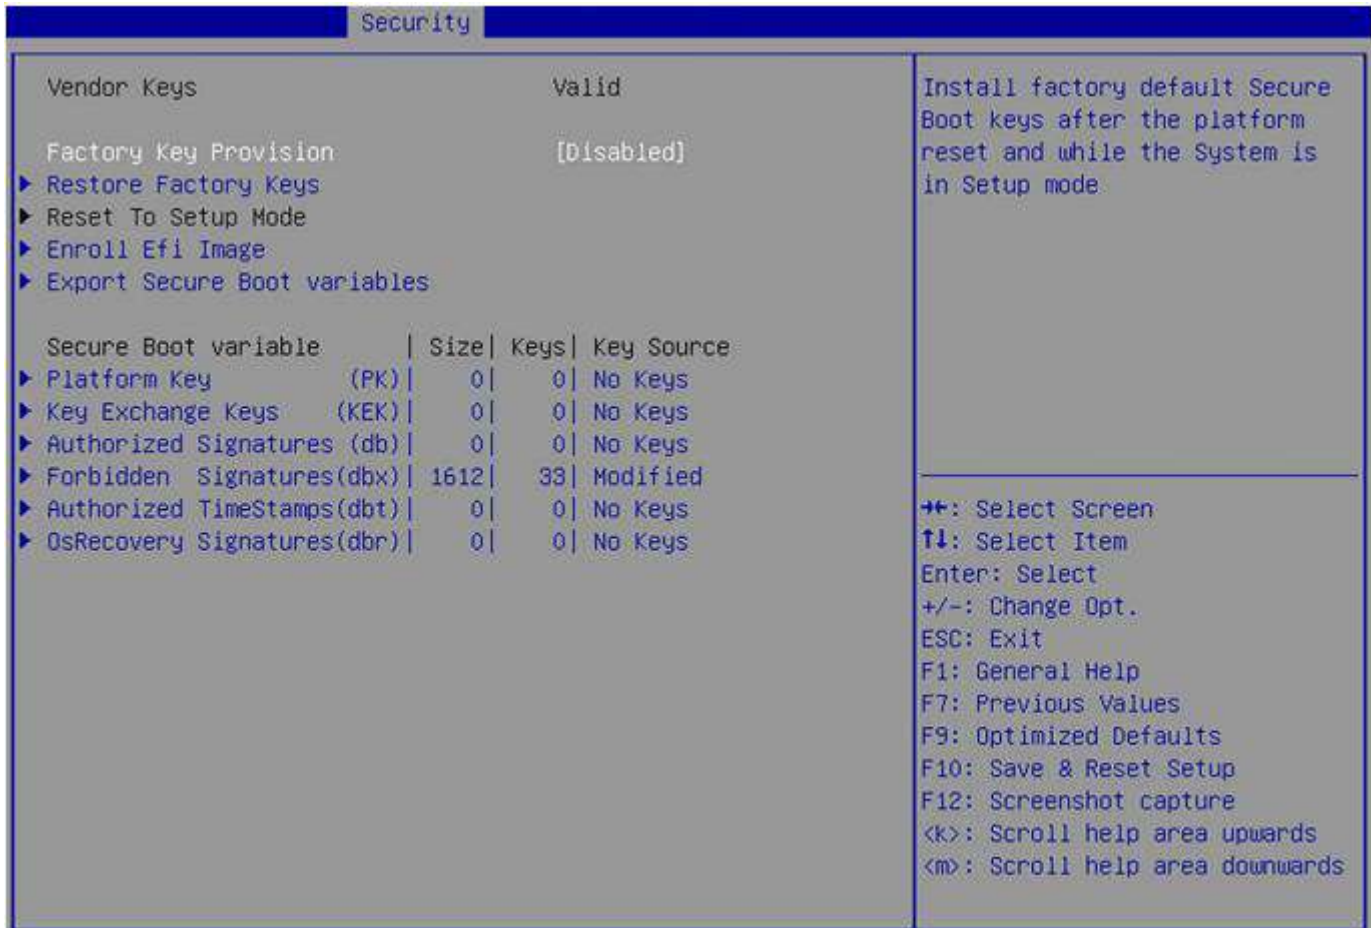 Security
Vendor Keys Valid
Factory Key Provision [Disabled]
Restore Factory Keys
Reset To Setup Mode
Enroll Efi Image
Export Secure Boot variables
Secure Boot variable | Size| Keys| Key Source
Platform Key (PK)| 0| 0| No Keys
Key Exchange Keys (KEK)| 0| 0| No Keys
Authorized Signatures (db)| 0| 0| No Keys
Forbidden Signatures(dbx)| 1612| 33| Modified
Authorized TimeStamps(dbt)| 0| 0| No Keys
OsRecovery Signatures(dbr)| 0| 0| No Keys
Install factory default Secure
Boot keys after the platform
reset and while the System is
in Setup mode
→←: Select Screen
↑↓: Select Item
Enter: Select
+/-: Change Opt.
ESC: Exit
F1: General Help
F7: Previous Values
F9: Optimized Defaults
F10: Save & Reset Setup
F12: Screenshot capture
<k>: Scroll help area upwards
<m>: Scroll help area downwards